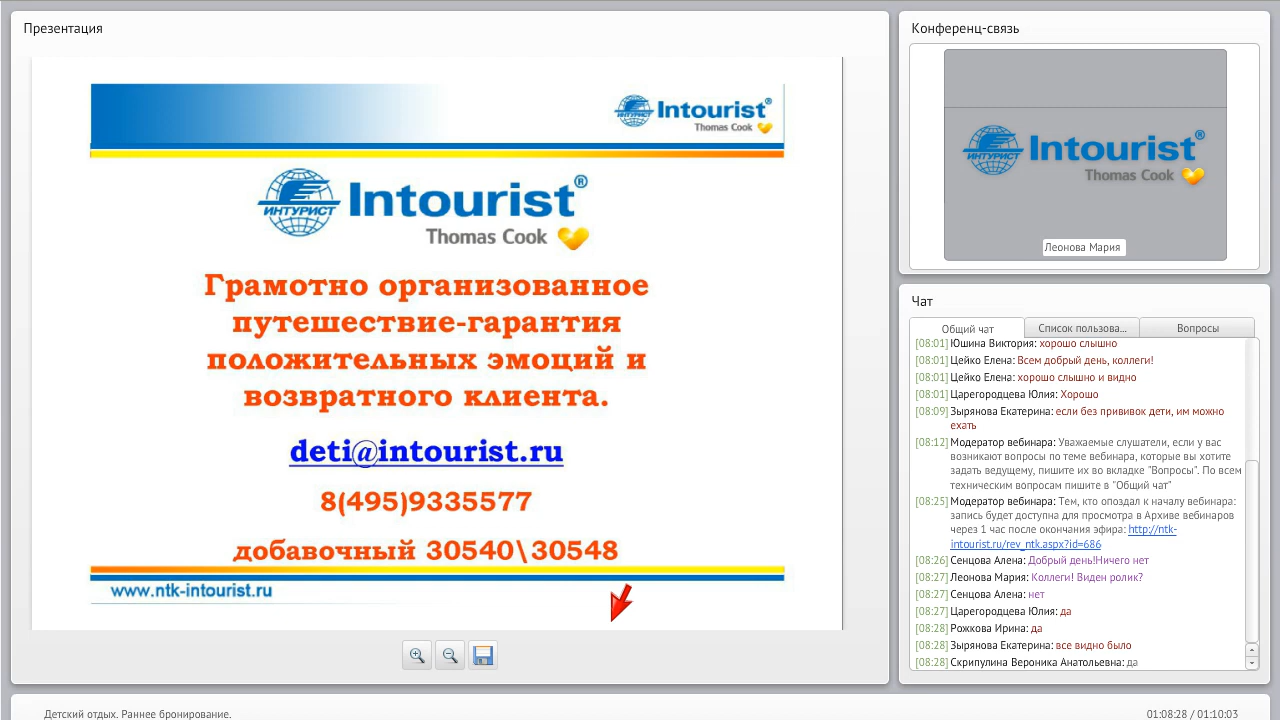 Презентация
Intourist®
Thomas Cook
ИНТУРИСТ
Intourist®
Thomas Cook
Грамотно организованное
путешествие-гарантия
положительных эмоций и
возвратного клиента.
deti@intourist.ru
8(495)9335577
добавочный 30540\30548
www.ntk-intourist.ru
Конференц-связь
ИНТУРИСТ
Intourist®
Thomas Cook
Леонова Мария
Чат
Общий чат
Список пользова...
Вопросы
[08:01] Юшина Виктория: хорошо слышно
[08:01] Цейко Елена: Всем добрый день, коллеги!
[08:01] Цейко Елена: хорошо слышно и видно
[08:01] Царегородцева Юлия: Хорошо
[08:09] Зырянова Екатерина: если без прививок дети, им можно
ехать
[08:12] Модератор вебинара: Уважаемые слушатели, если у вас
возникают вопросы по теме вебинара, которые вы хотите
задать ведущему, пишите их во вкладке "Вопросы". По всем
техническим вопросам пишите в "Общий чат"
[08:25] Модератор вебинара: Тем, кто опоздал к началу вебинара:
запись будет доступна для просмотра в Архиве вебинаров
через 1 час после окончания эфира: http://ntk-
intourist.ru/rev_ntk.aspx?id=686
[08:26] Сенцова Алена: Добрый день!Ничего нет
[08:27] Леонова Мария: Коллеги! Виден ролик?
[08:27] Сенцова Алена: нет
[08:27] Царегородцева Юлия: да
[08:28] Рожкова Ирина: да
[08:28] Зырянова Екатерина: все видно было
[08:28] Скрипулина Вероника Анатольевна: да
Детский отдых. Раннее бронирование.
01:08:28 / 01:10:03